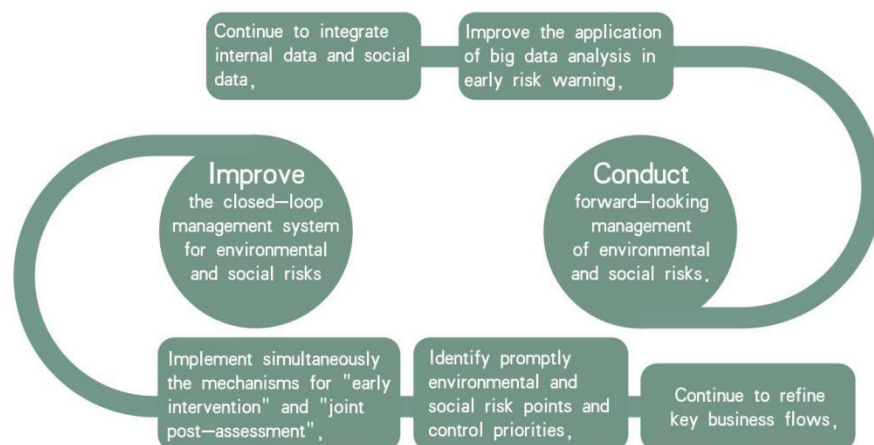 Continue to integrate
internal data and social
data,
Improve the application
of big data analysis in
early risk warning,
Conduct
forward—looking
management
of environmental
and social risks.
Continue to refine
key business flows,
Identify promptly
environmental and
social risk points and
control priorities,
Implement simultaneously
the mechanisms for "early
intervention" and "joint
post—assessment",
Improve
the closed—loop
management system
for environmental
and social risks